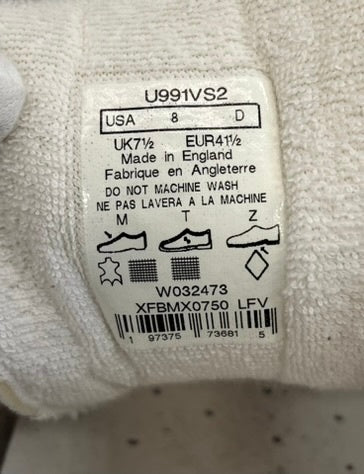 U991VS2
USA 8 D
UK7½ EUR41½
Made in England
Fabrique en Angleterre
DO NOT MACHINE WASH
NE PAS LAVERA A LA MACHINE
M T Z
W032473
XFBMX0750 LFV
1 97375 73681 5